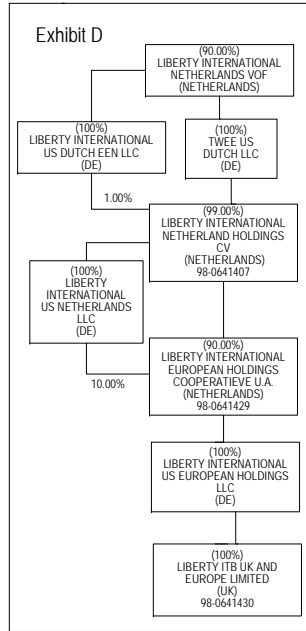 Exhibit D
(90.00%)
LIBERTY INTERNATIONAL
NETHERLANDS VOF
(NETHERLANDS)
(100%)
LIBERTY INTERNATIONAL
US DUTCH EEN LLC
(DE)
(100%)
TWEE US
DUTCH LLC
(DE)
1.00%
(99.00%)
LIBERTY INTERNATIONAL
NETHERLAND HOLDINGS
CV
(NETHERLANDS)
98-0641407
(100%)
LIBERTY
INTERNATIONAL
US NETHERLANDS
LLC
(DE)
10.00%
(90.00%)
LIBERTY INTERNATIONAL
EUROPEAN HOLDINGS
COOPERATIEVE U.A.
(NETHERLANDS)
98-0641429
(100%)
LIBERTY INTERNATIONAL
US EUROPEAN HOLDINGS
LLC
(DE)
(100%)
LIBERTY ITB UK AND
EUROPE LIMITED
(UK)
98-0641430